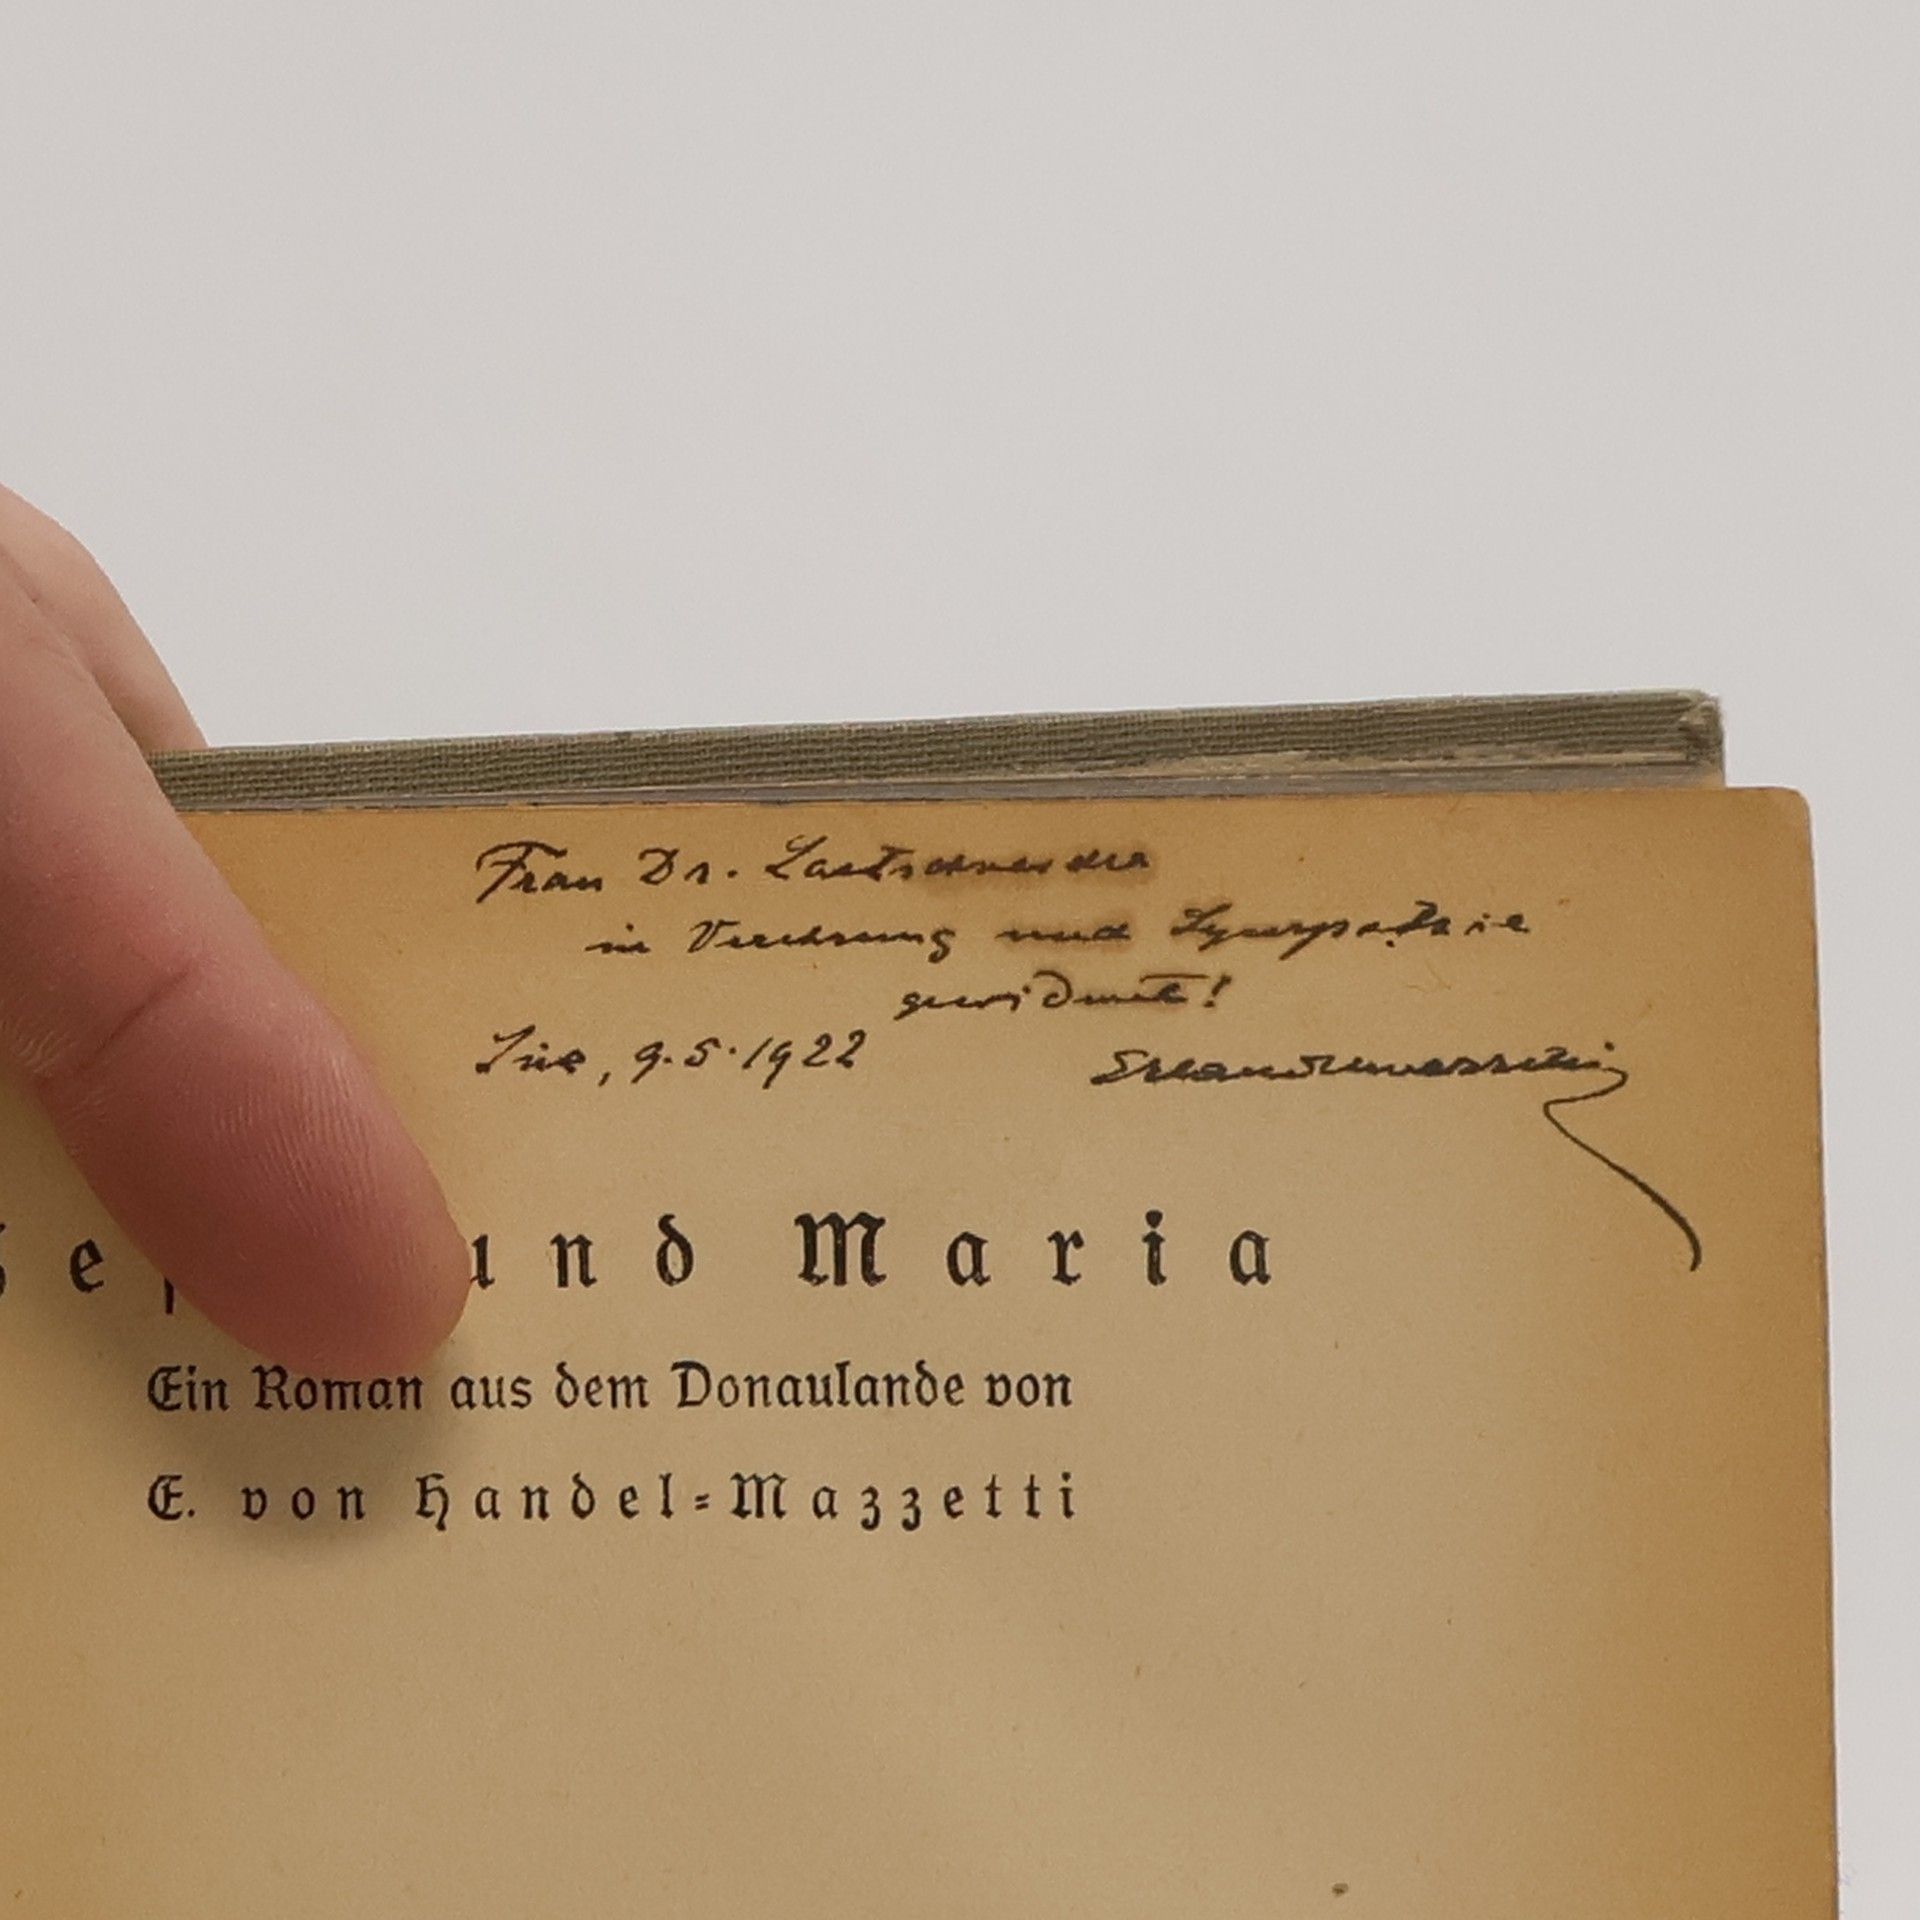 Frau Dr.
in Verehrung und Sympathie
gewidmet!
9.5.1922
und Maria
Ein Roman aus dem Donaulande von
E. von Handel-Mazzetti